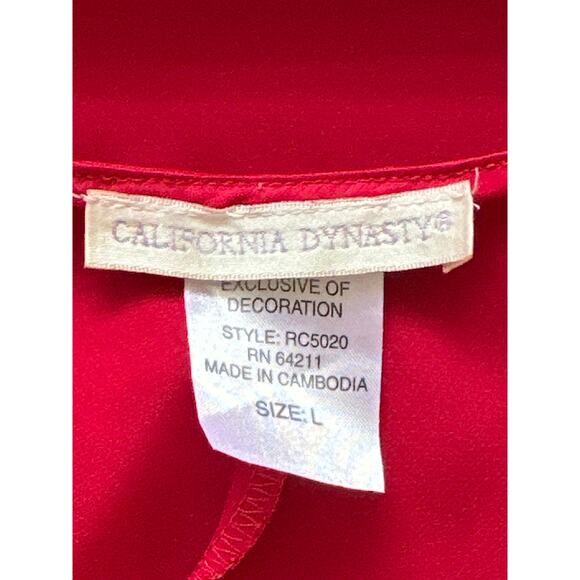 CALIFORNIA DYNASTY®
EXCLUSIVE OF
DECORATION
STYLE: RC5020
RN 64211
MADE IN CAMBODIA
SIZE: L